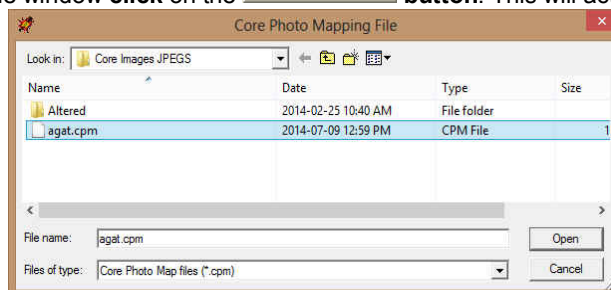 window click on the button. This will
Core Photo Mapping File
Look in: Core Images JPEGS
Name Date Type Size
Altered 2014-02-25 10:40 AM File folder
agat.cpm 2014-07-09 12:59 PM CPM File 1
File name: agat.cpm Open
Files of type: Core Photo Map files (*.cpm) Cancel